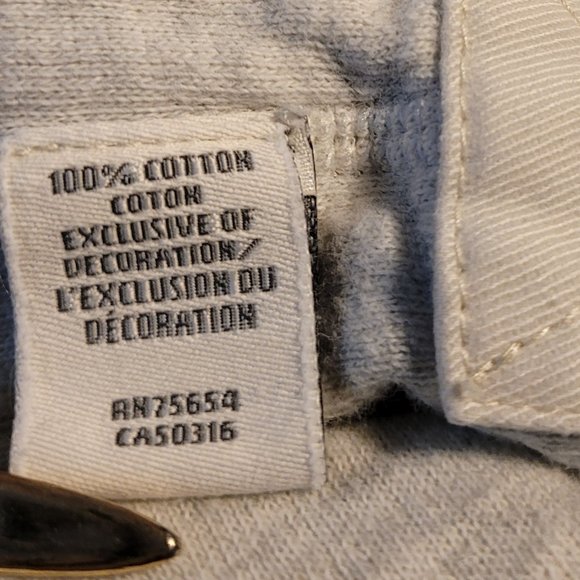 100% COTTON
COTON
EXCLUSIVE OF
DECORATION/
L'EXCLUSION DU
DÉCORATION
RN75654
CA50316